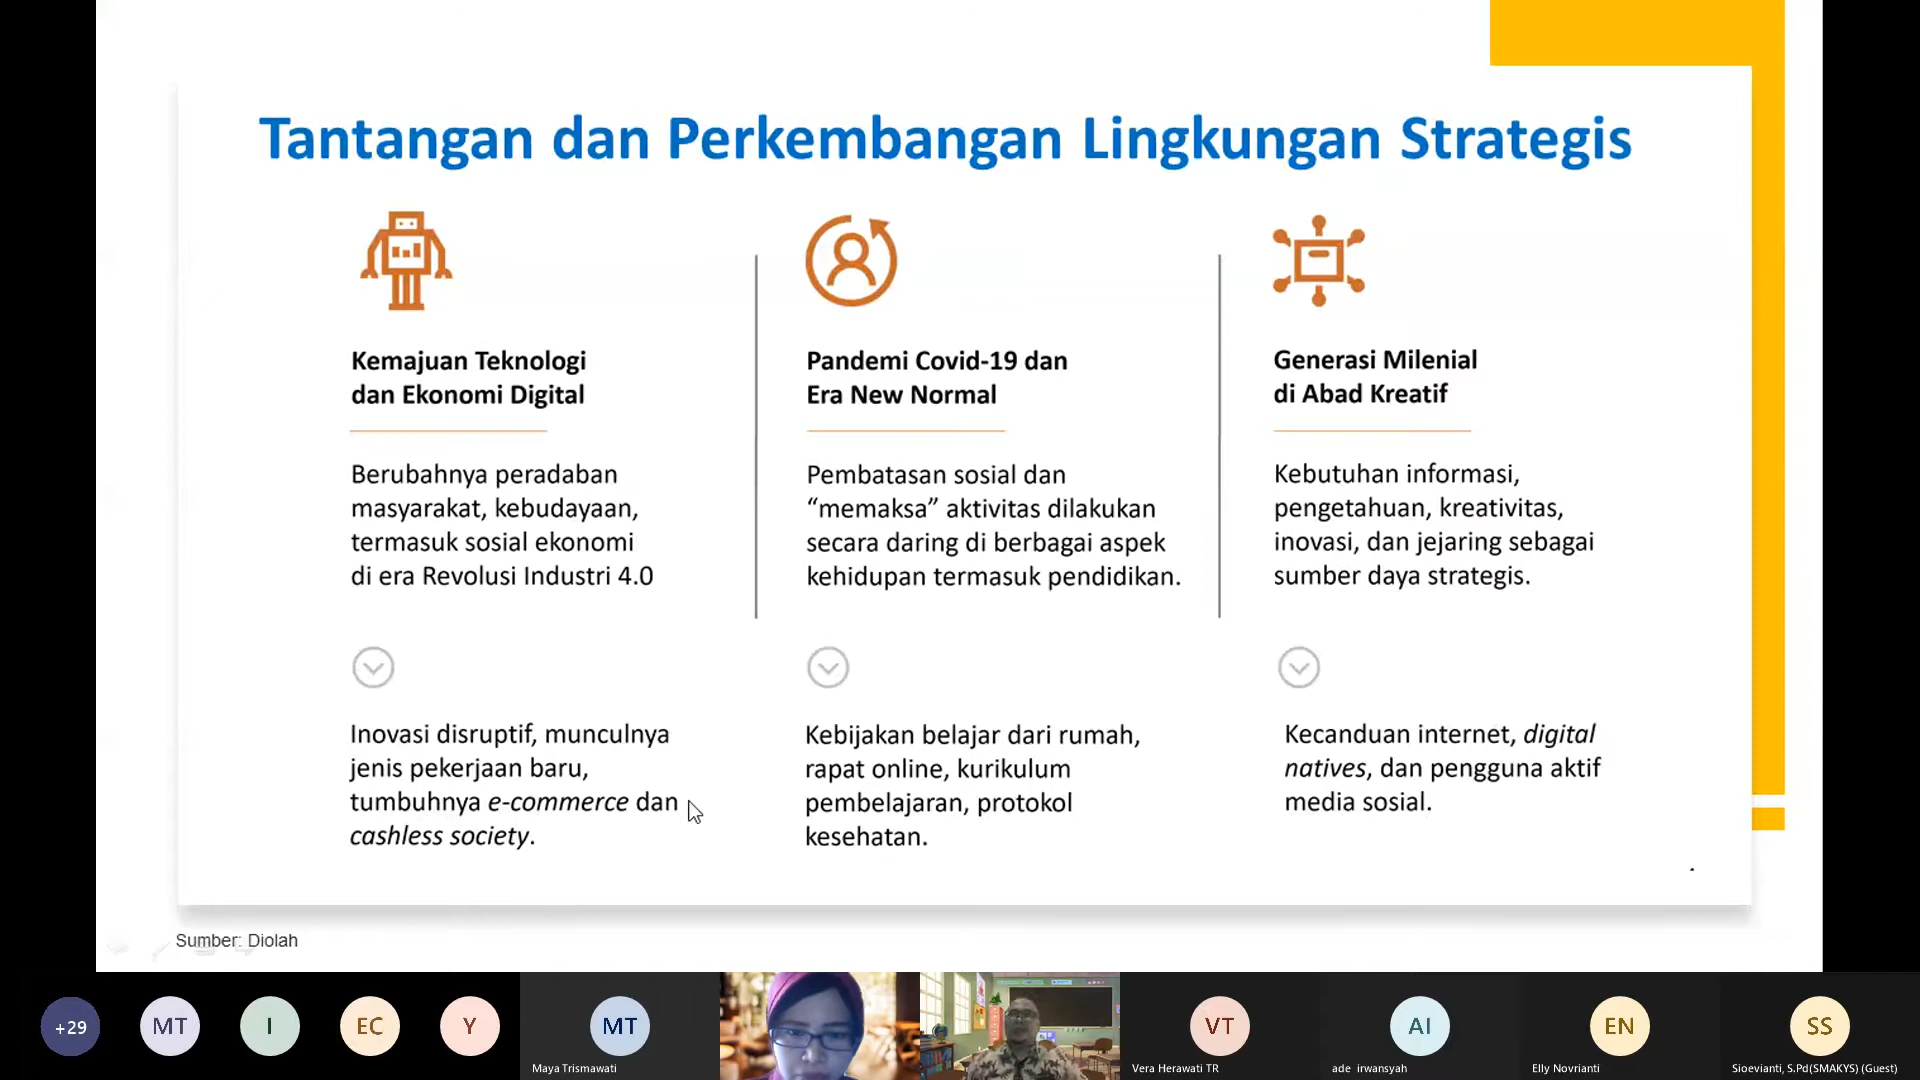 Tantangan dan Perkembangan Lingkungan Strategis
Kemajuan Teknologi
dan Ekonomi Digital
Berubahnya peradaban
masyarakat, kebudayaan,
termasuk sosial ekonomi
di era Revolusi Industri 4.0
Inovasi disruptif, munculnya
jenis pekerjaan baru,
tumbuhnya e-commerce dan
cashless society.
Pandemi Covid-19 dan
Era New Normal
Pembatasan sosial dan
“memaksa” aktivitas dilakukan
secara daring di berbagai aspek
kehidupan termasuk pendidikan.
Kebijakan belajar dari rumah,
rapat online, kurikulum
pembelajaran, protokol
kesehatan.
Generasi Milenial
di Abad Kreatif
Kebutuhan informasi,
pengetahuan, kreativitas,
inovasi, dan jejaring sebagai
sumber daya strategis.
Kecanduan internet, digital
natives, dan pengguna aktif
media sosial.
Sumber: Diolah
+29
MT
I
EC
Y
MT
Maya Trismawati
VT
Vera Herawati TR
AI
ade irwansyah
EN
Elly Novrianti
SS
Sioevianti, S.Pd(SMAKYS) (Guest)